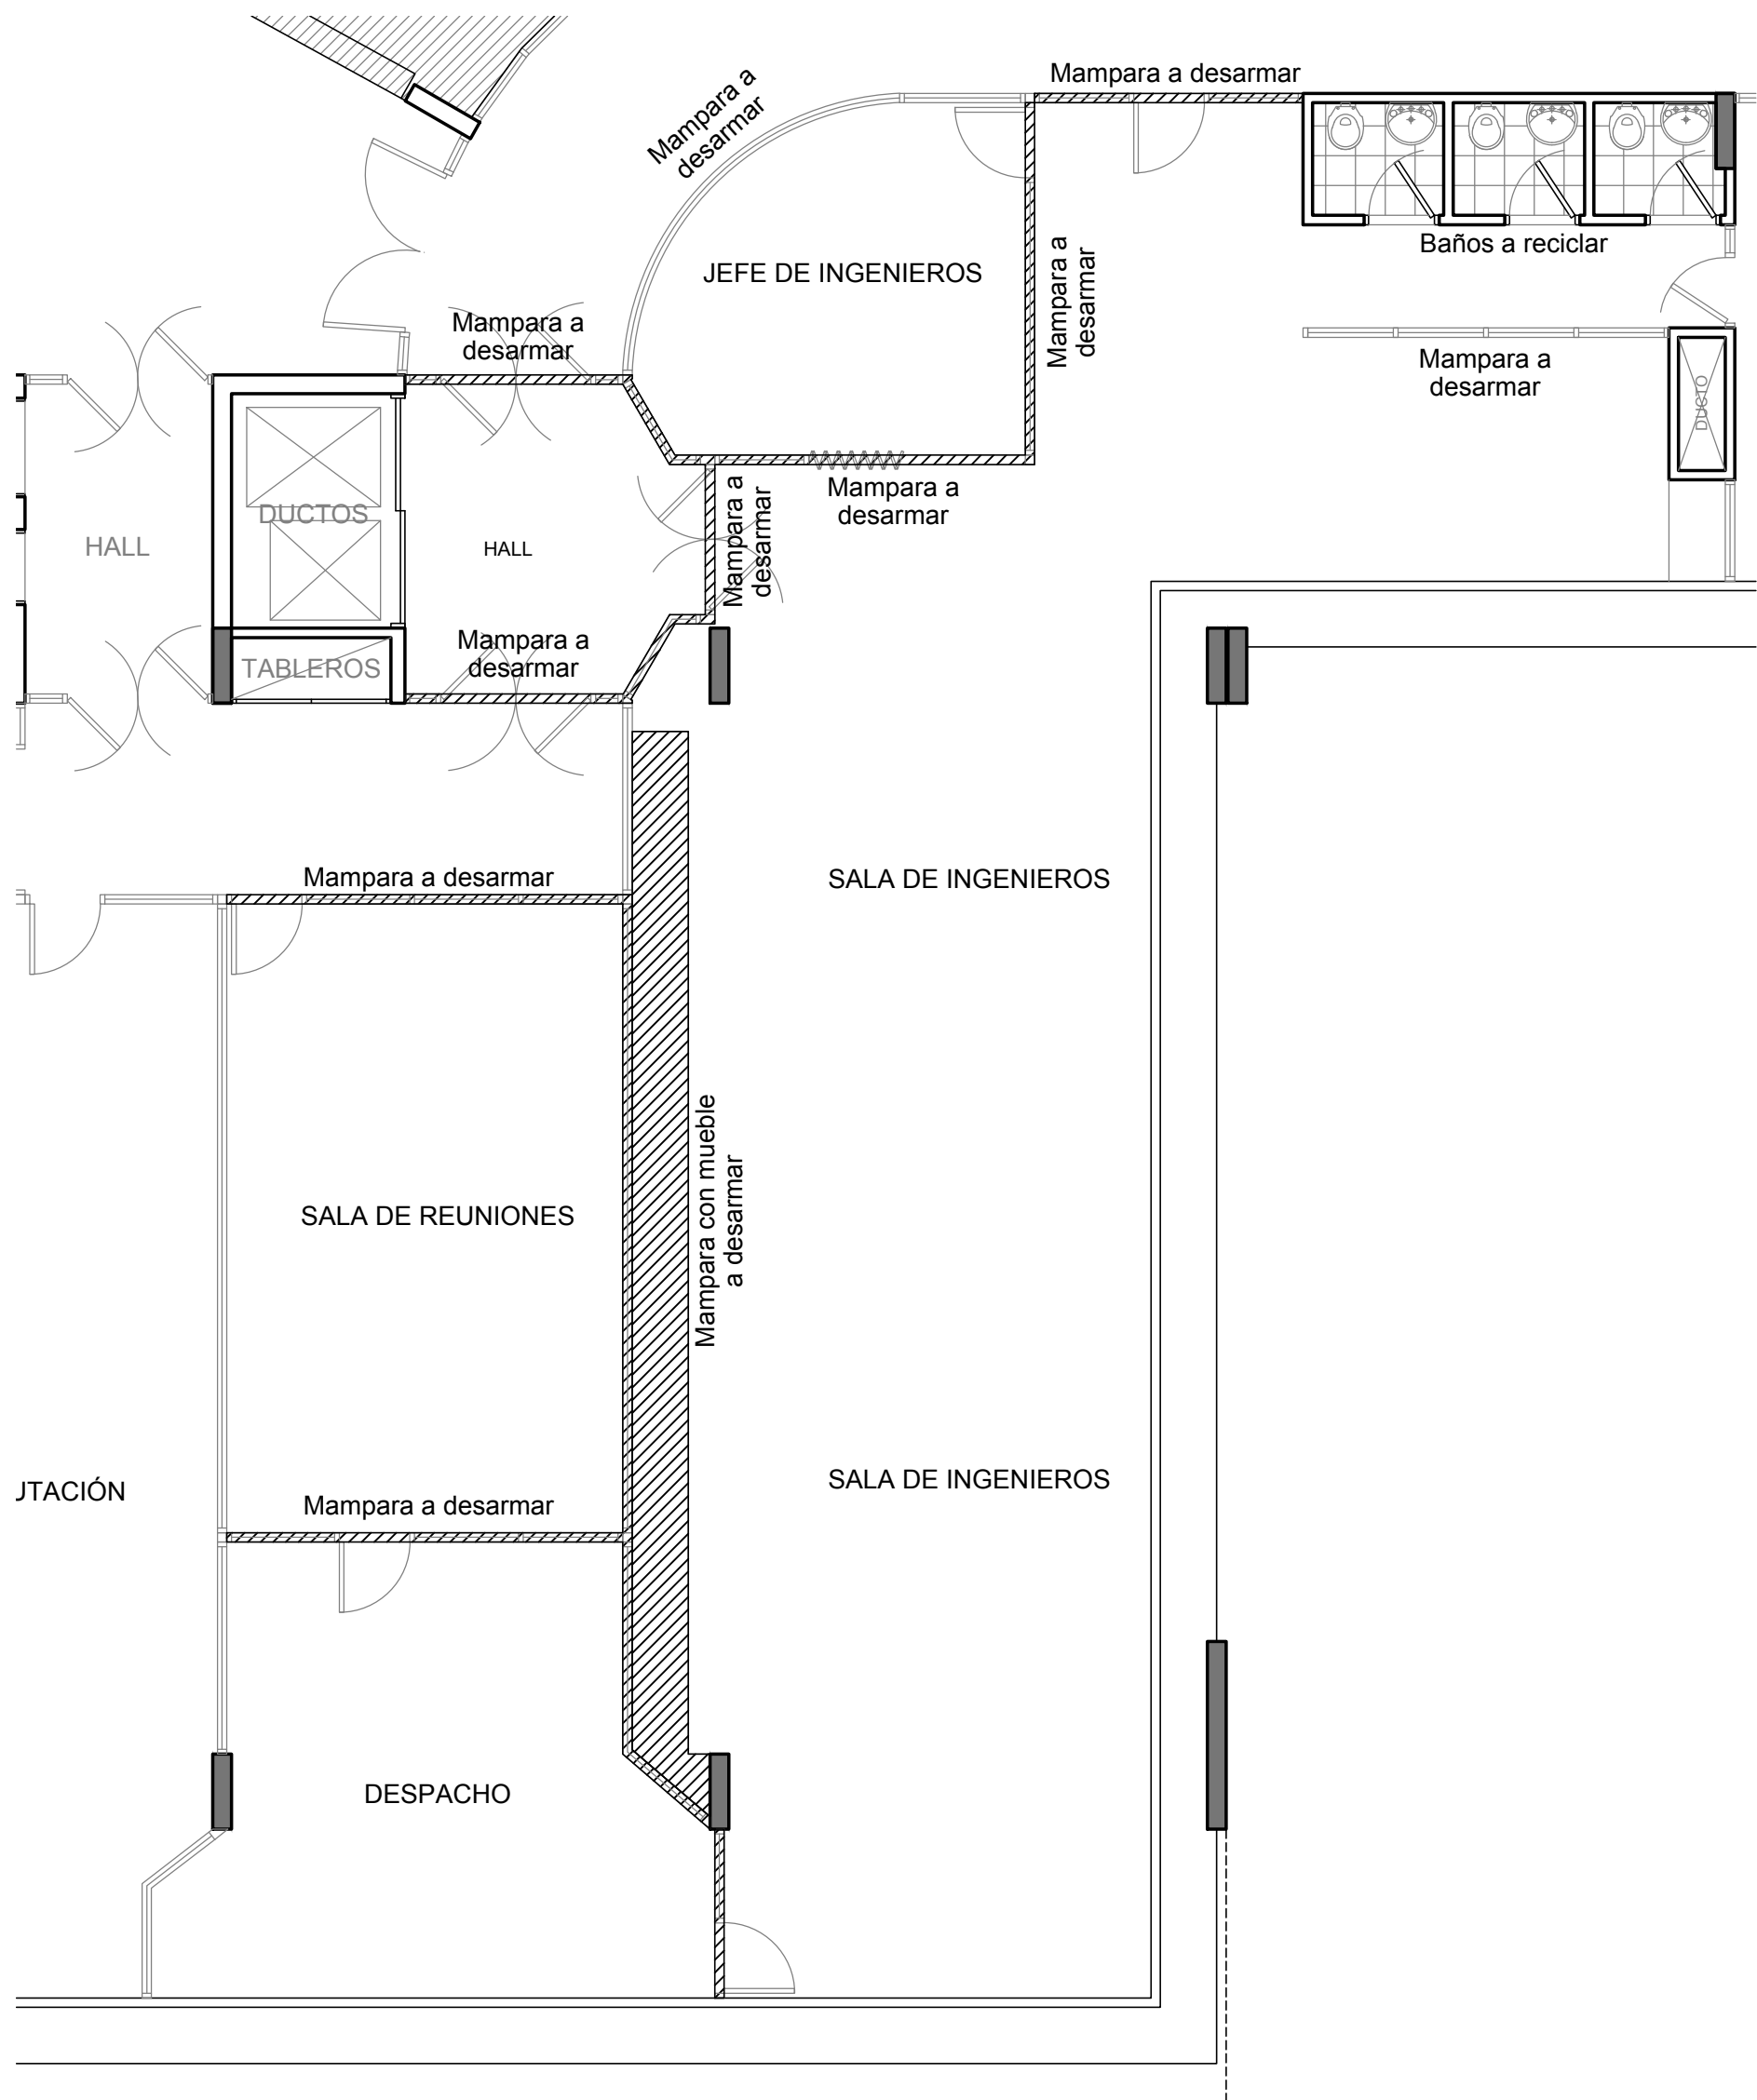 Mampara a desarmar
Mampara a
desarmar
Baños a reciclar
JEFE DE INGENIEROS
Mampara a
desarmar
Mampara a
desarmar
Mampara a
desarmar
DUCTO
Mampara a
desarmar
DUCTOS
HALL
HALL
Mampara a
desarmar
Mampara a
desarmar
TABLEROS
Mampara a desarmar
SALA DE INGENIEROS
Mampara con mueble
a desarmar
SALA DE REUNIONES
SALA DE INGENIEROS
UTACIÓN
Mampara a desarmar
DESPACHO